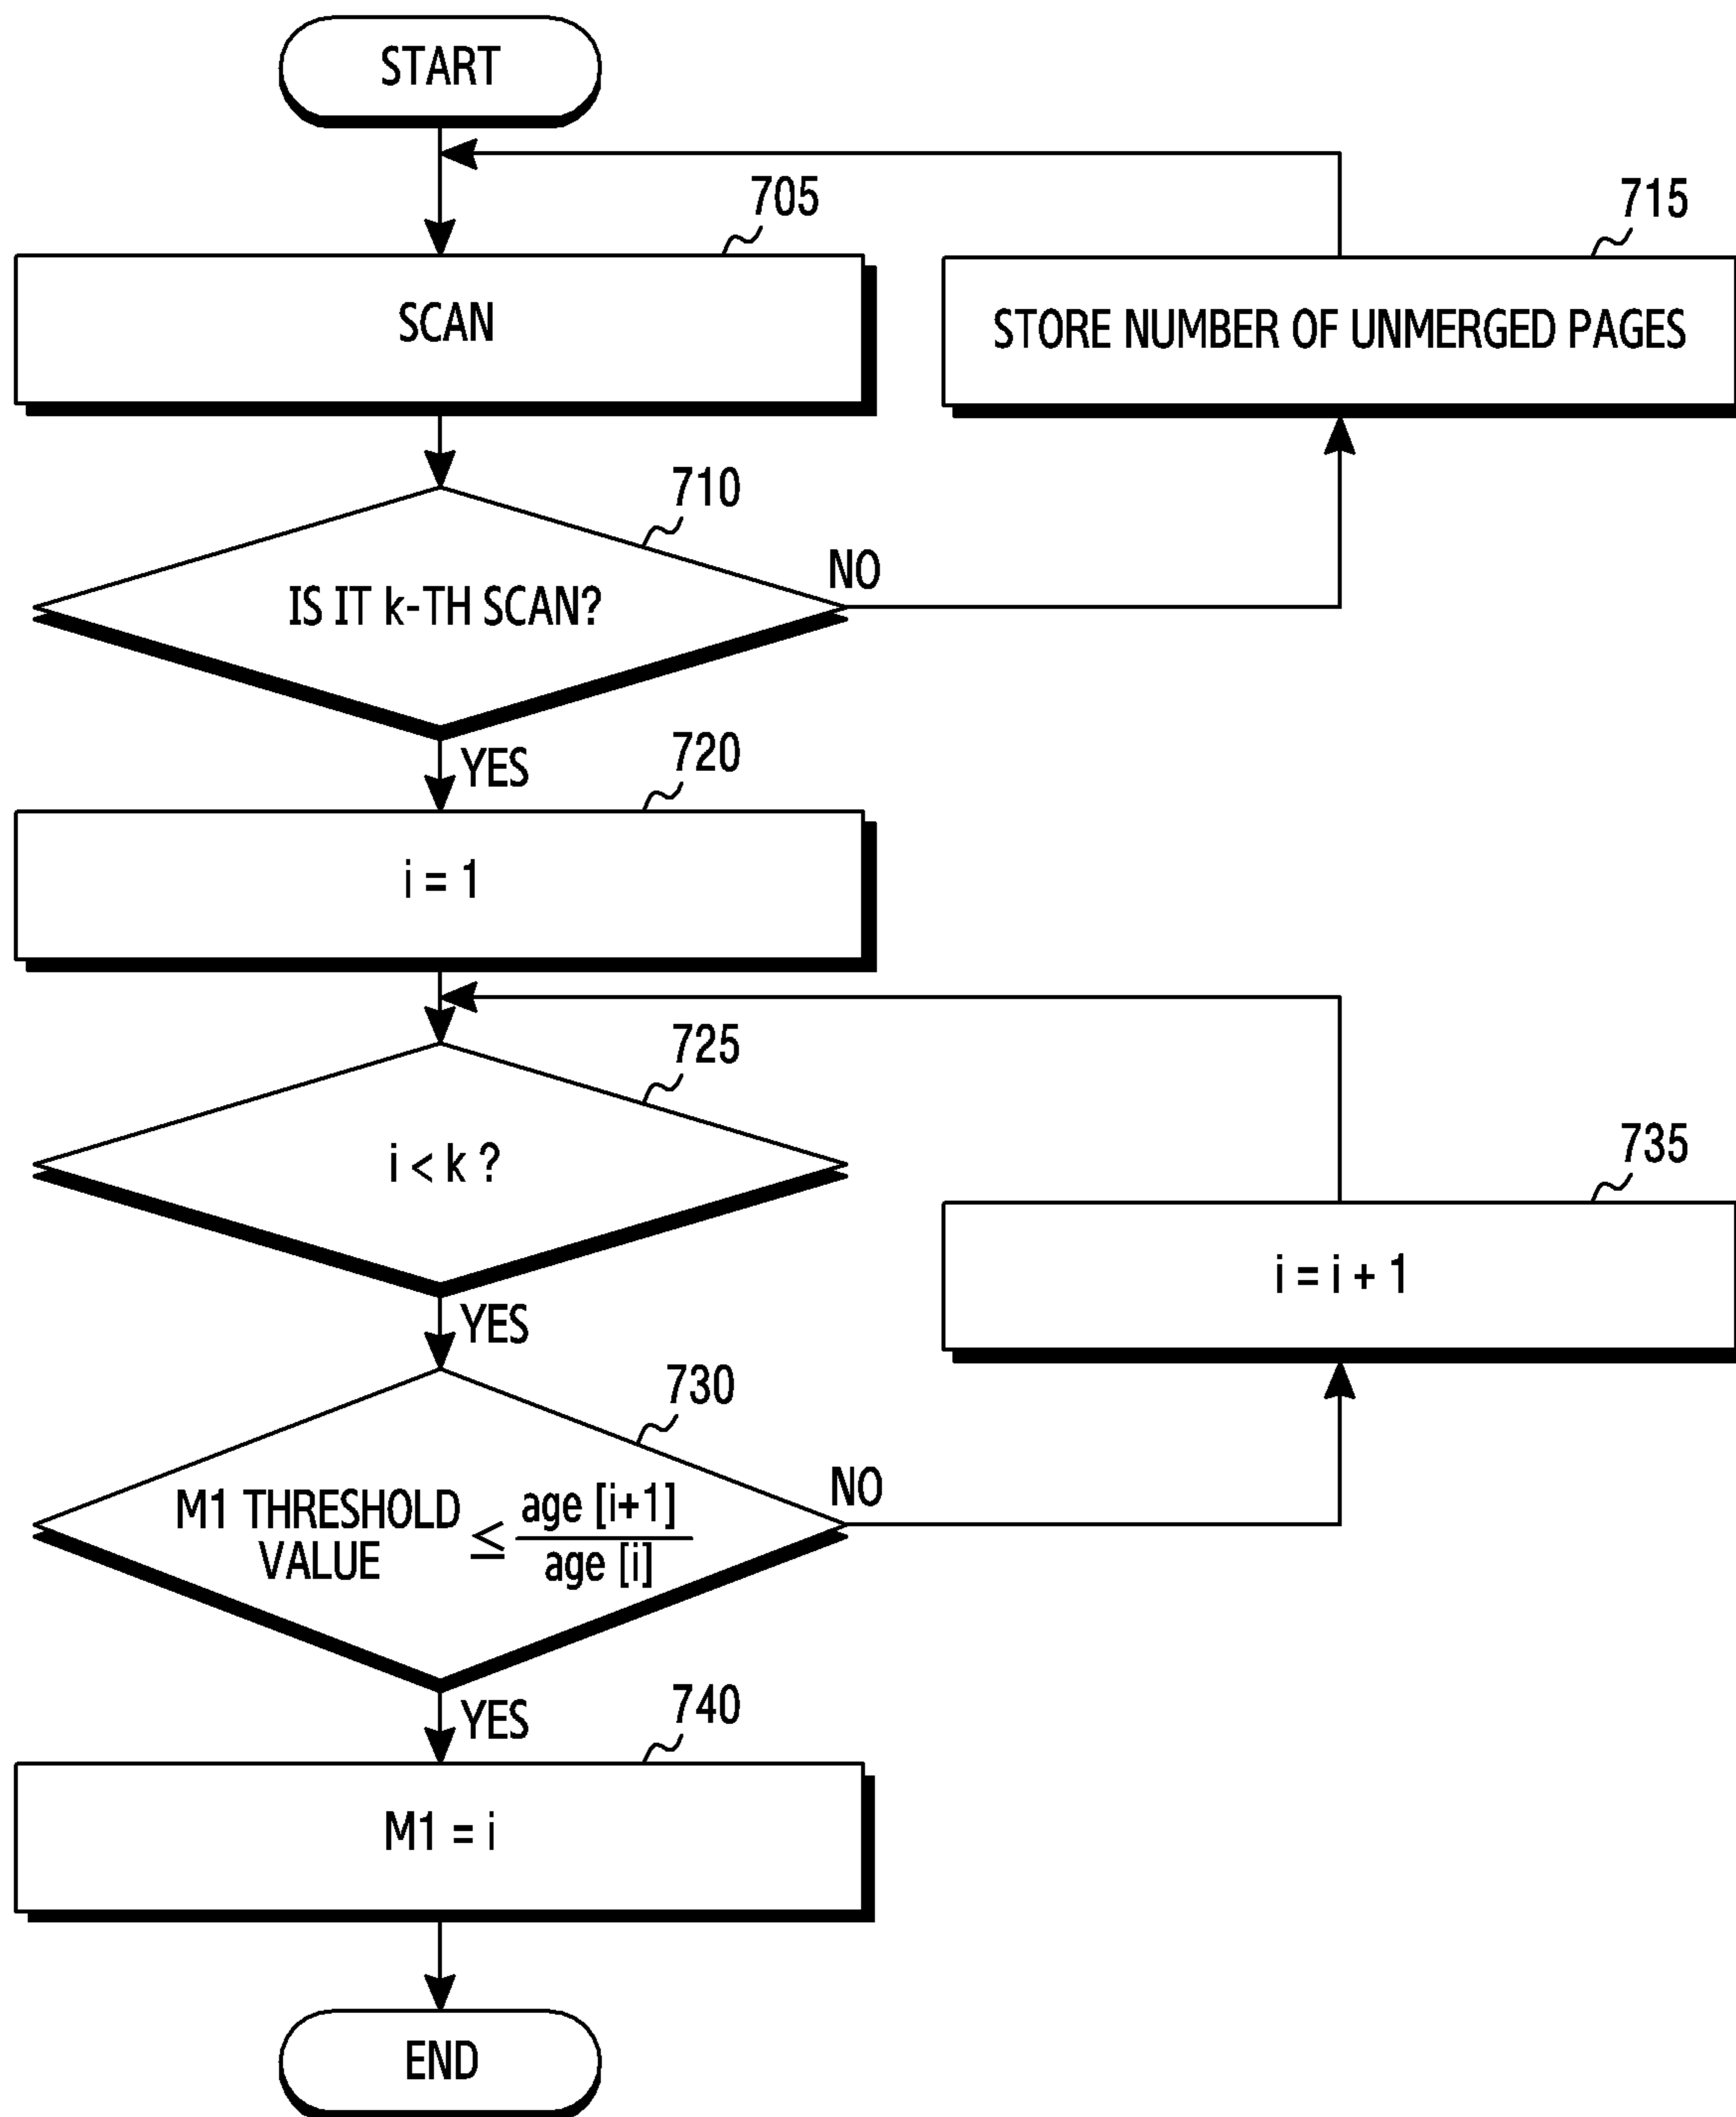 START
705
715
SCAN
STORE NUMBER OF UNMERGED PAGES
710
IS IT k-TH SCAN?
NO
YES
720
i = 1
725
i < k ?
735
i = i + 1
YES
730
M1 THRESHOLD VALUE ≤ age [i+1] / age [i]
NO
YES
740
M1 = i
END